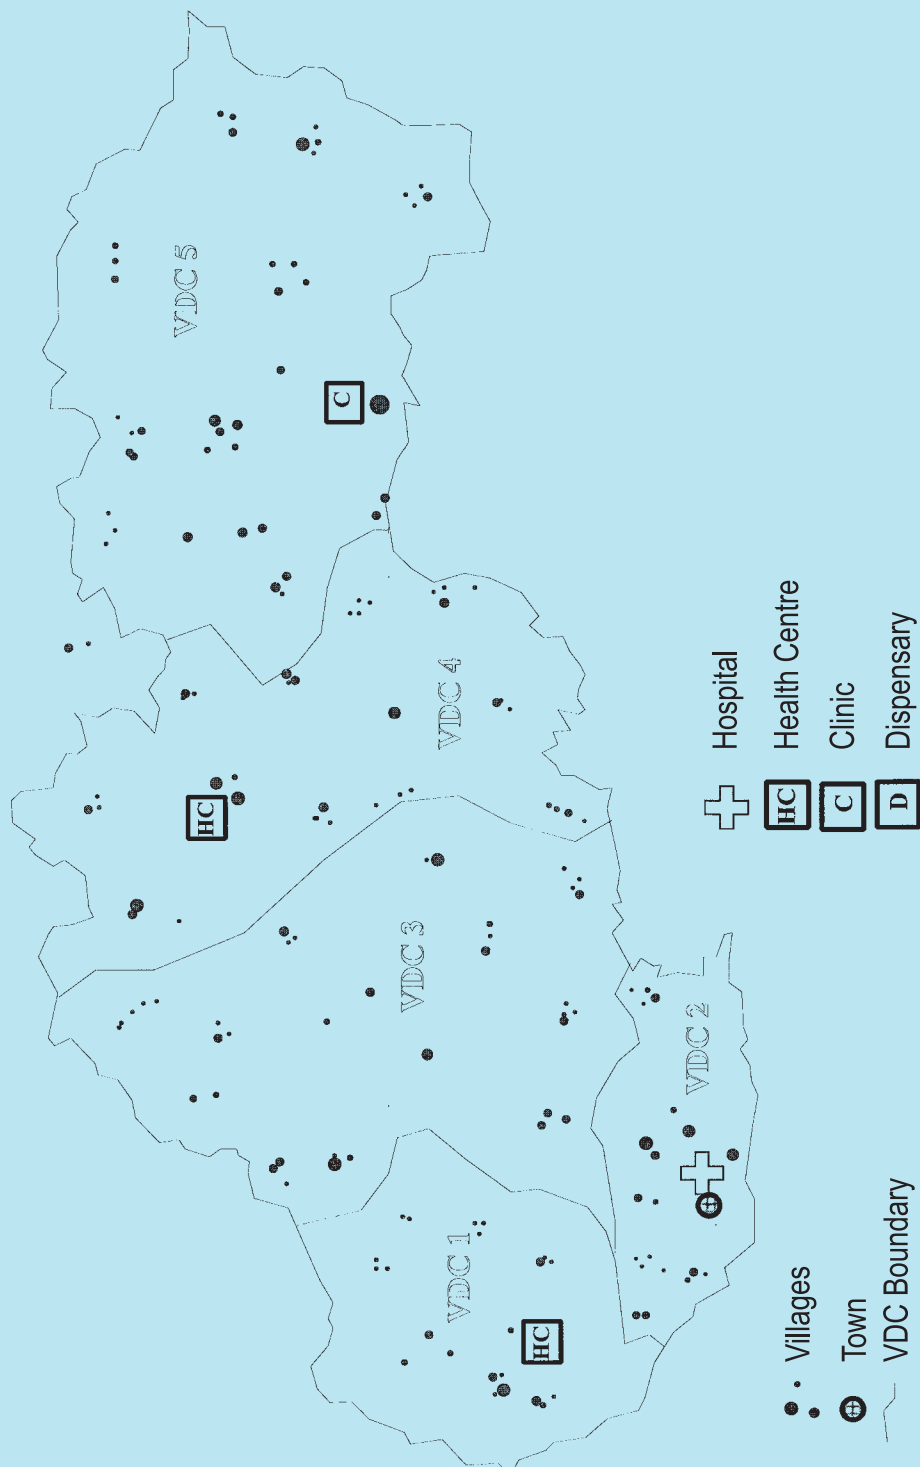 VDC 5
C
HC
VDC 4
VDC 3
VDC 2
VDC 1
HC
Villages
Town
VDC Boundary
Hospital
HC Health Centre
C Clinic
D Dispensary